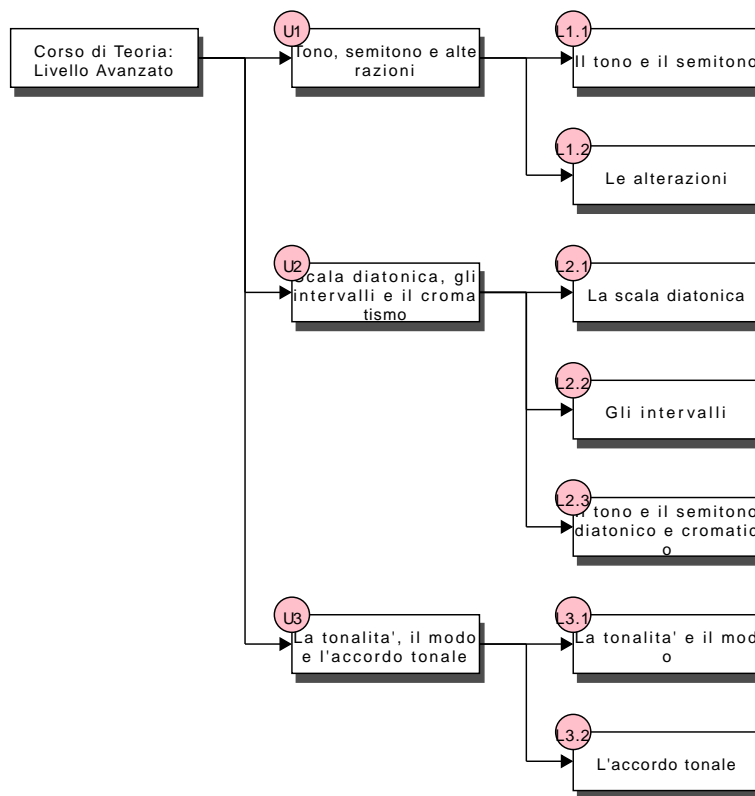 Corso di Teoria:
Livello Avanzato
U1
Tono, semitono e alte
razioni
L1.1
Il tono e il semitono
L1.2
Le alterazioni
U2
Scala diatonica, gli
intervalli e il croma
tismo
L2.1
La scala diatonica
L2.2
Gli intervalli
L2.3
Il tono e il semitono
diatonico e cromatic
o
U3
La tonalita', il modo
e l'accordo tonale
L3.1
La tonalita' e il mod
o
L3.2
L'accordo tonale